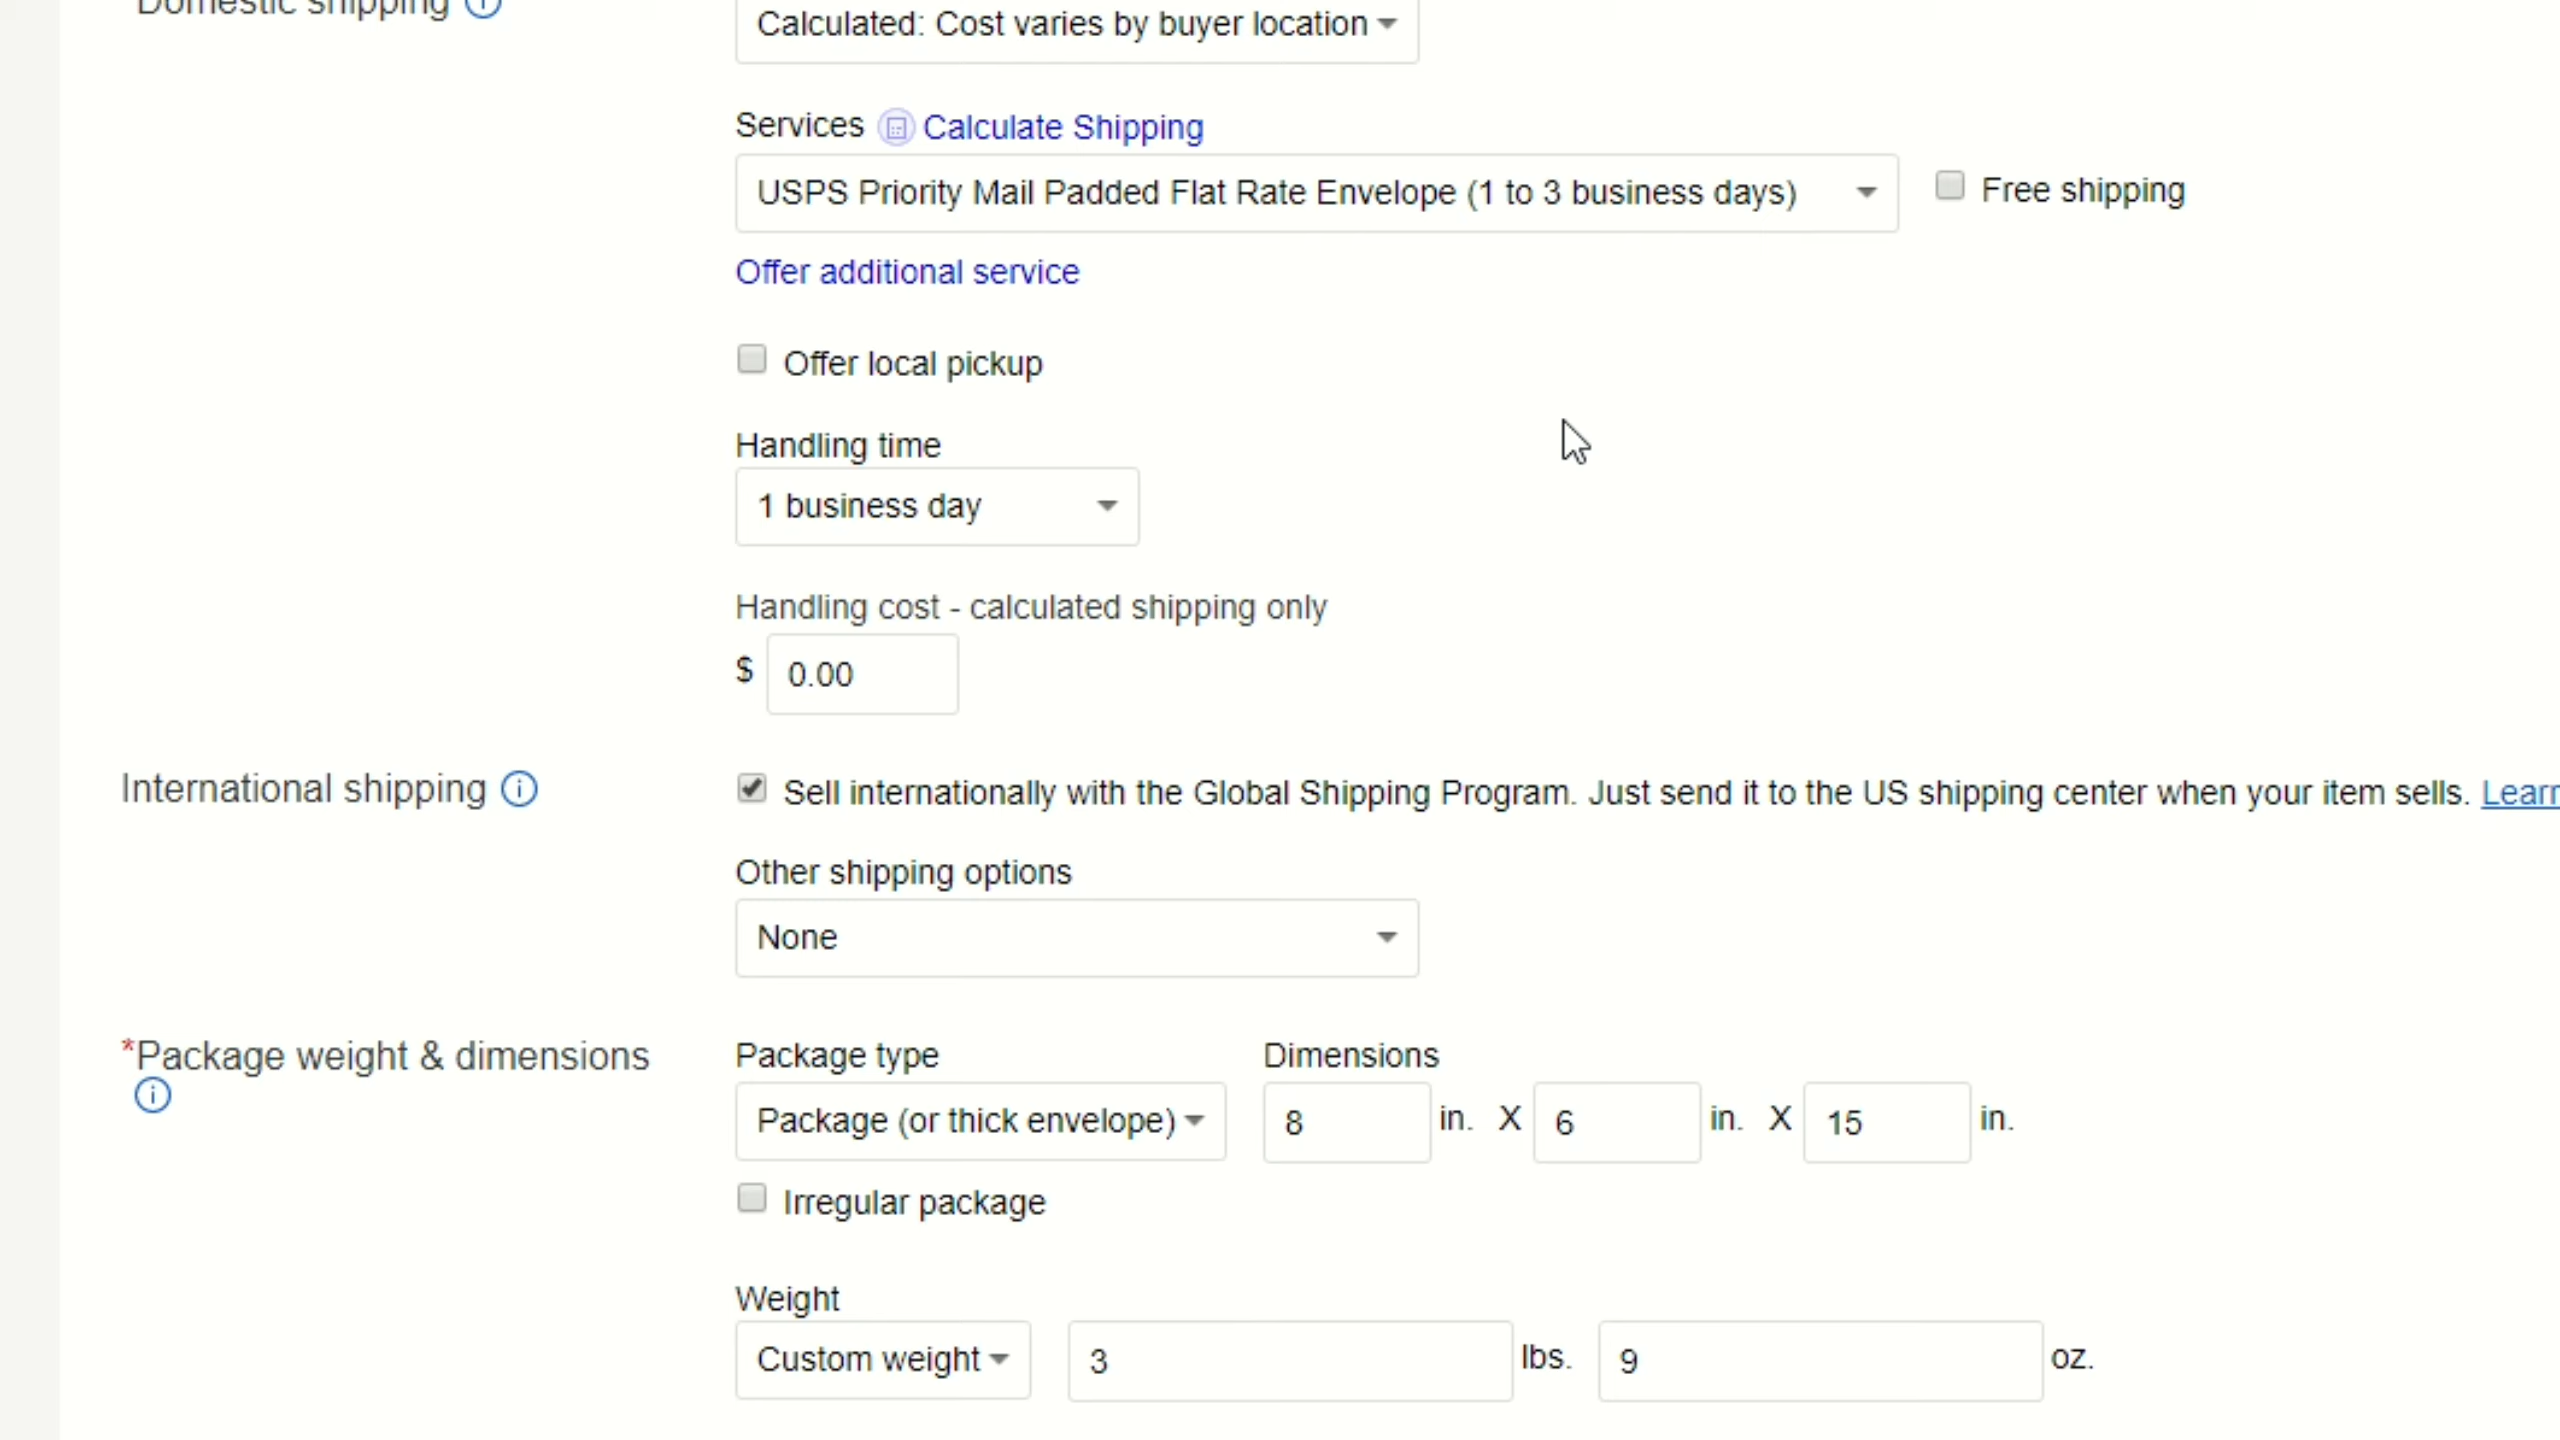 Domestic shipping
Calculated: Cost varies by buyer location
Services Calculate Shipping
USPS Priority Mail Padded Flat Rate Envelope (1 to 3 business days)
Free shipping
Offer additional service
Offer local pickup
Handling time
1 business day
Handling cost - calculated shipping only
$ 0.00
International shipping
Sell internationally with the Global Shipping Program. Just send it to the US shipping center when your item sells. Learn
Other shipping options
None
*Package weight & dimensions
Package type
Dimensions
Package (or thick envelope)
8 in. X 6 in. X 15 in.
Irregular package
Weight
Custom weight 3 lbs. 9 oz.